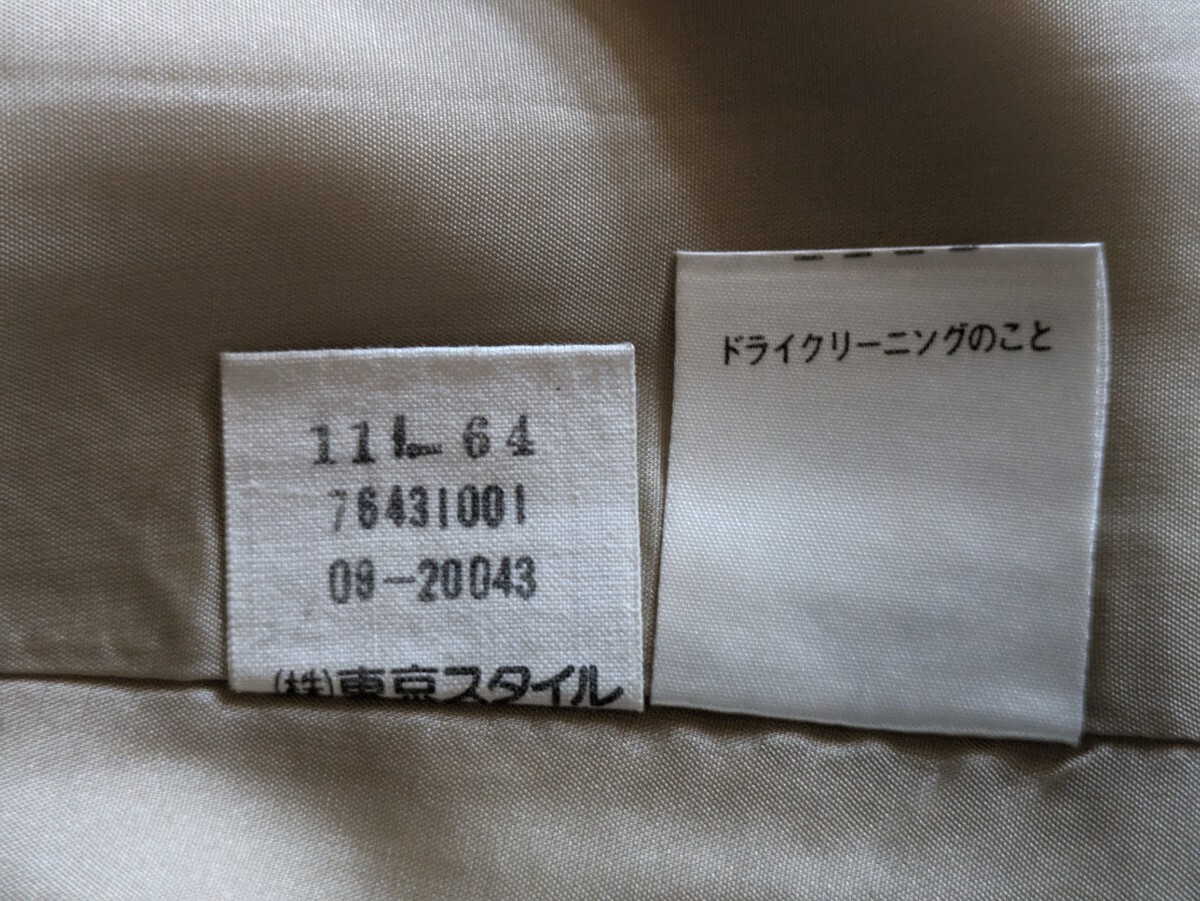 11L 64
76431001
09-20043
(株)東京スタイル
ドライクリーニングのこと